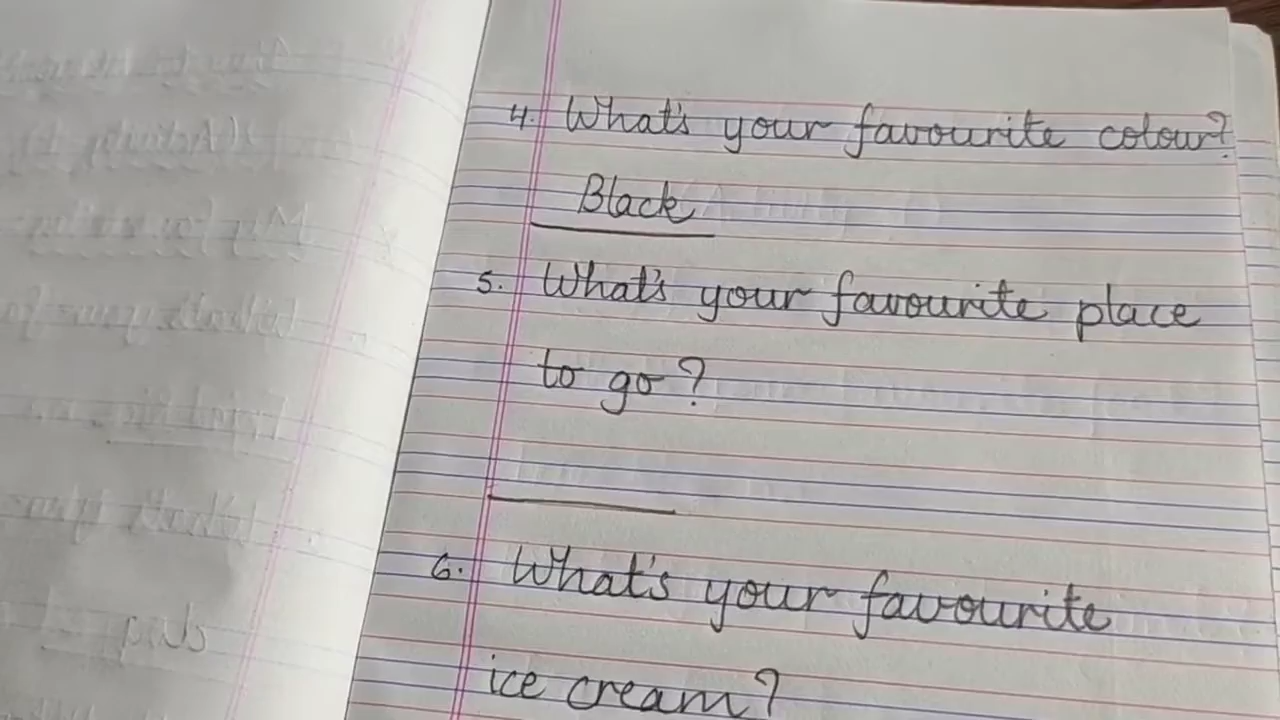 4. What's your favourite colour?
Black
5. What's your favourite place
to go?
6. What's your favourite
ice cream?